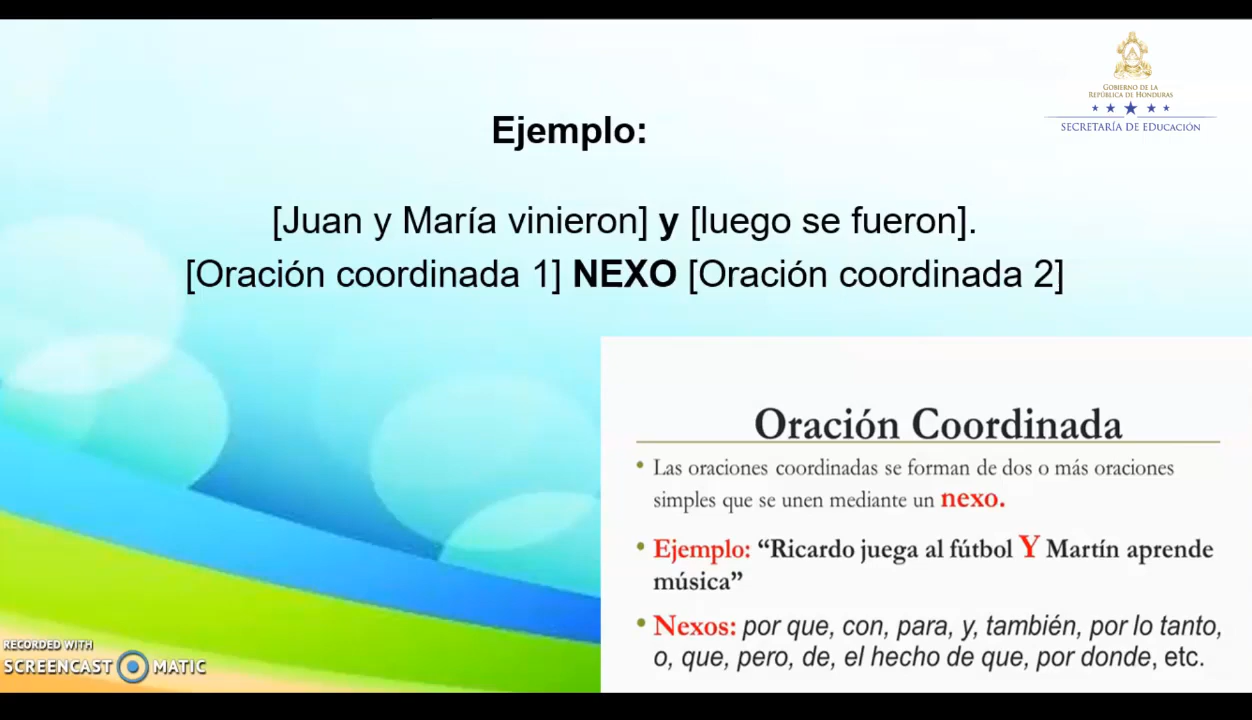 GOBIERNO DE LA
REPÚBLICA DE HONDURAS
SECRETARÍA DE EDUCACIÓN
Ejemplo:
[Juan y María vinieron] y [luego se fueron].
[Oración coordinada 1] NEXO [Oración coordinada 2]
Oración Coordinada
• Las oraciones coordinadas se forman de dos o más oraciones
simples que se unen mediante un nexo.
• Ejemplo: “Ricardo juega al fútbol Y Martín aprende
música”
• Nexos: por que, con, para, y, también, por lo tanto,
o, que, pero, de, el hecho de que, por donde, etc.
RECORDED WITH
SCREENCAST MATIC